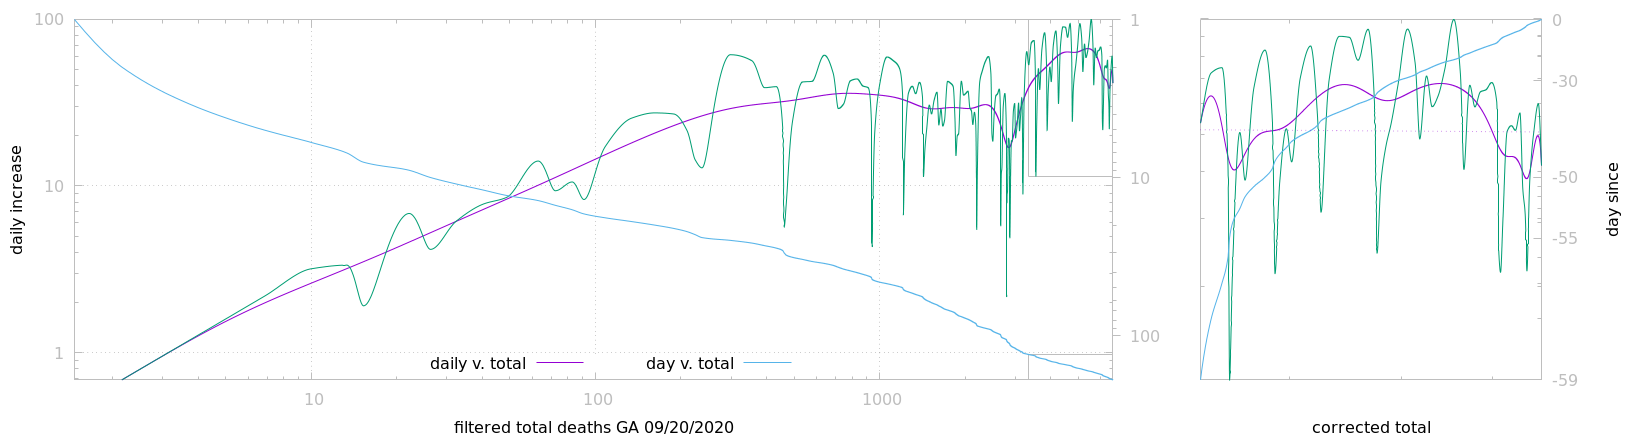 100
10
1
daily increase
10
100
1000
filtered total deaths GA 09/20/2020
daily v. total
day v. total
1
10
100
0
-30
-50
-55
-59
day since
corrected total